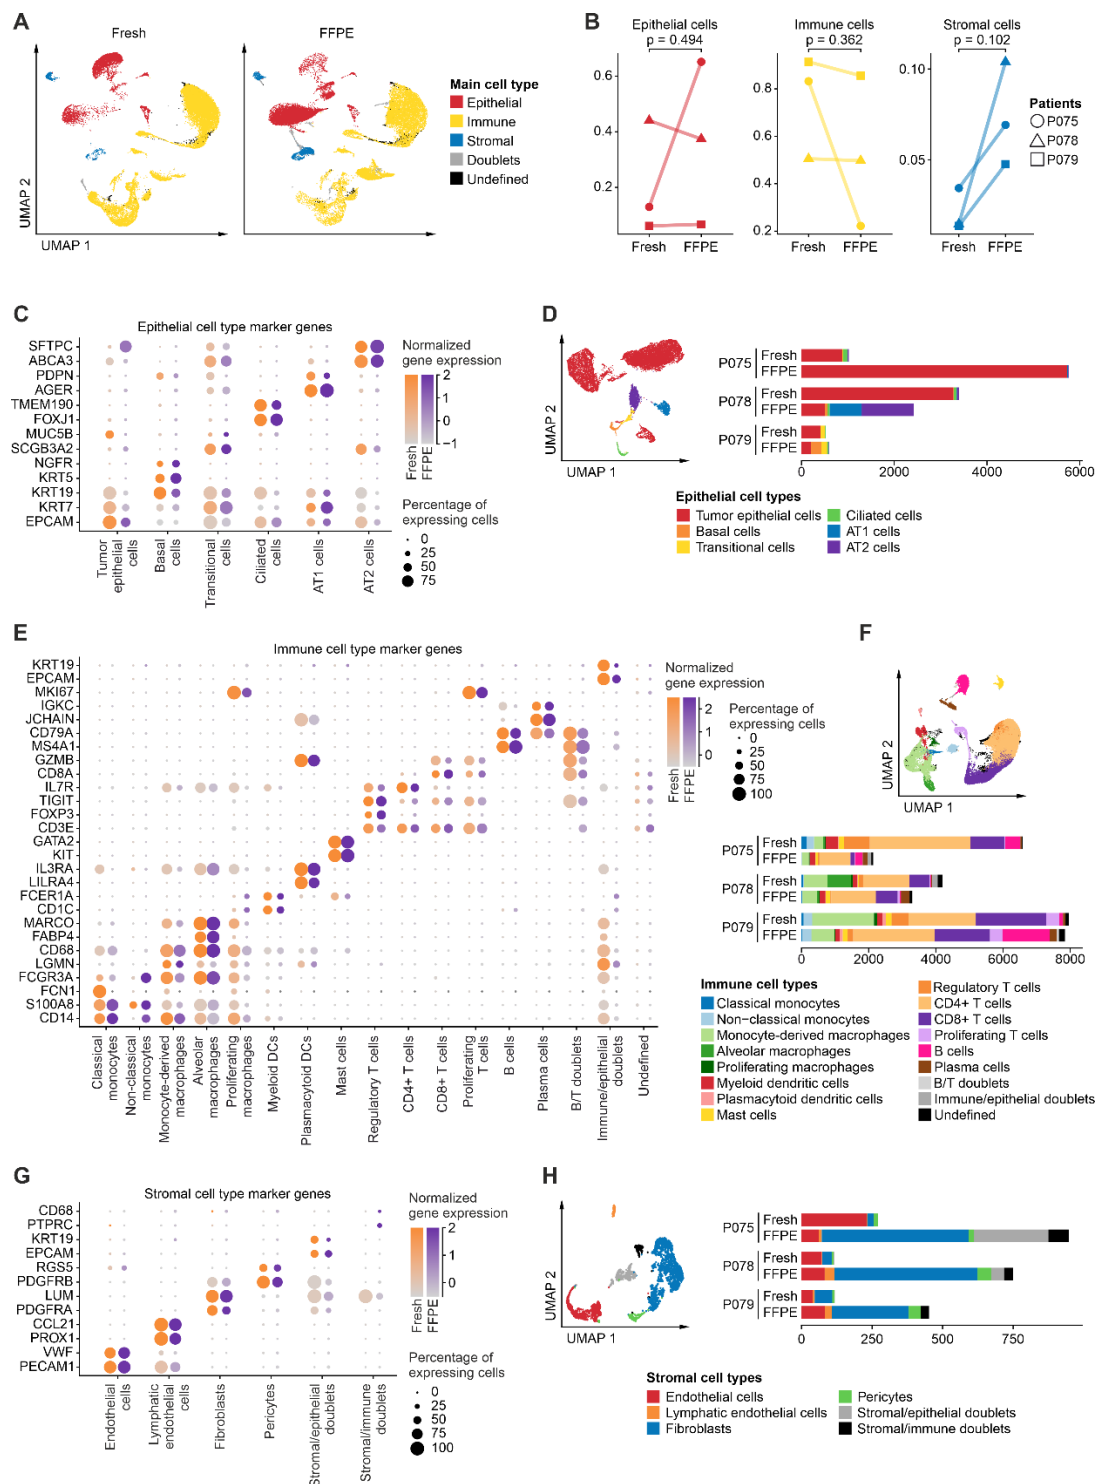 A
Fresh
FFPE
UMAP 2
UMAP 1
Main cell type
Epithelial
Immune
Stromal
Doublets
Undefined
B
Epithelial cells
p = 0.494
0.6
0.4
0.2
Fresh
FFPE
Immune cells
p = 0.362
0.8
0.6
0.4
0.2
Fresh
FFPE
Stromal cells
p = 0.102
0.10
0.05
Fresh
FFPE
Patients
P075
P078
P079
C
Epithelial cell type marker genes
SFTPC
ABCA3
PDPN
AGER
TMEM190
FOXJ1
MUC5B
SCGB3A2
NGFR
KRT5
KRT19
KRT7
EPCAM
Tumor
epithelial cells
Basal
cells
Transitional
cells
Ciliated
cells
AT1 cells
AT2 cells
Normalized
gene expression
2
1
0
−1
Fresh
FFPE
Percentage of
expressing cells
0
25
50
75
D
UMAP 2
UMAP 1
P075
Fresh
FFPE
P078
Fresh
FFPE
P079
Fresh
FFPE
0
2000
4000
6000
Epithelial cell types
Tumor epithelial cells
Basal cells
Transitional cells
Ciliated cells
AT1 cells
AT2 cells
E
Immune cell type marker genes
KRT19
EPCAM
MKI67
IGKC
JCHAIN
CD79A
MS4A1
GZMB
CD8A
IL7R
TIGIT
FOXP3
CD3E
GATA2
KIT
IL3RA
LILRA4
FCER1A
CD1C
MARCO
FABP4
CD68
LGMN
FCGR3A
FCN1
S100A8
CD14
Classical
monocytes
Non-classical
monocytes
Monocyte-derived
macrophages
Alveolar
macrophages
Proliferating
macrophages
Myeloid DCs
Plasmacytoid DCs
Mast cells
Regulatory T cells
CD4+ T cells
CD8+ T cells
Proliferating
T cells
B cells
Plasma cells
B/T doublets
Immune/epithelial
doublets
Undefined
Normalized
gene expression
2
1
0
Fresh
FFPE
Percentage of
expressing cells
0
25
50
75
100
F
UMAP 2
UMAP 1
P075
Fresh
FFPE
P078
Fresh
FFPE
P079
Fresh
FFPE
0
2000
4000
6000
8000
Immune cell types
Classical monocytes
Non−classical monocytes
Monocyte-derived macrophages
Alveolar macrophages
Proliferating macrophages
Myeloid dendritic cells
Plasmacytoid dendritic cells
Mast cells
Regulatory T cells
CD4+ T cells
CD8+ T cells
Proliferating T cells
B cells
Plasma cells
B/T doublets
Immune/epithelial doublets
Undefined
G
Stromal cell type marker genes
CD68
PTPRC
KRT19
EPCAM
RGS5
PDGFRB
LUM
PDGFRA
CCL21
PROX1
VWF
PECAM1
Endothelial
cells
Lymphatic
endothelial
cells
Fibroblasts
Pericytes
Stromal/epithelial
doublets
Stromal/immune
doublets
Normalized
gene expression
2
1
0
Fresh
FFPE
Percentage of
expressing cells
0
25
50
75
100
H
UMAP 2
UMAP 1
P075
Fresh
FFPE
P078
Fresh
FFPE
P079
Fresh
FFPE
0
250
500
750
Stromal cell types
Endothelial cells
Lymphatic endothelial cells
Fibroblasts
Pericytes
Stromal/epithelial doublets
Stromal/immune doublets